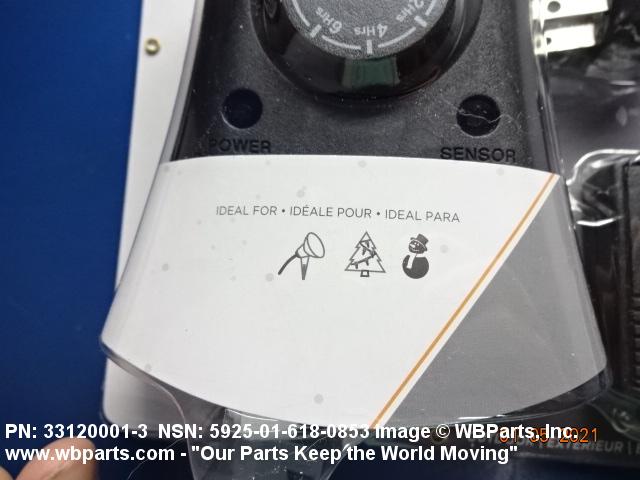 2Hrs
4Hrs
6Hrs
POWER
SENSOR
IDEAL FOR • IDÉALE POUR • IDEAL PARA
PN: 33120001-3 NSN: 5925-01-618-0853 Image © WBParts, Inc.
2021
www.wbparts.com - "Our Parts Keep the World Moving"